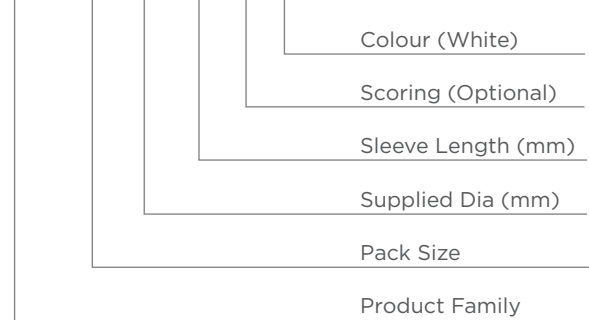 Colour (White)
Scoring (Optional)
Sleeve Length (mm)
Supplied Dia (mm)
Pack Size
Product Family